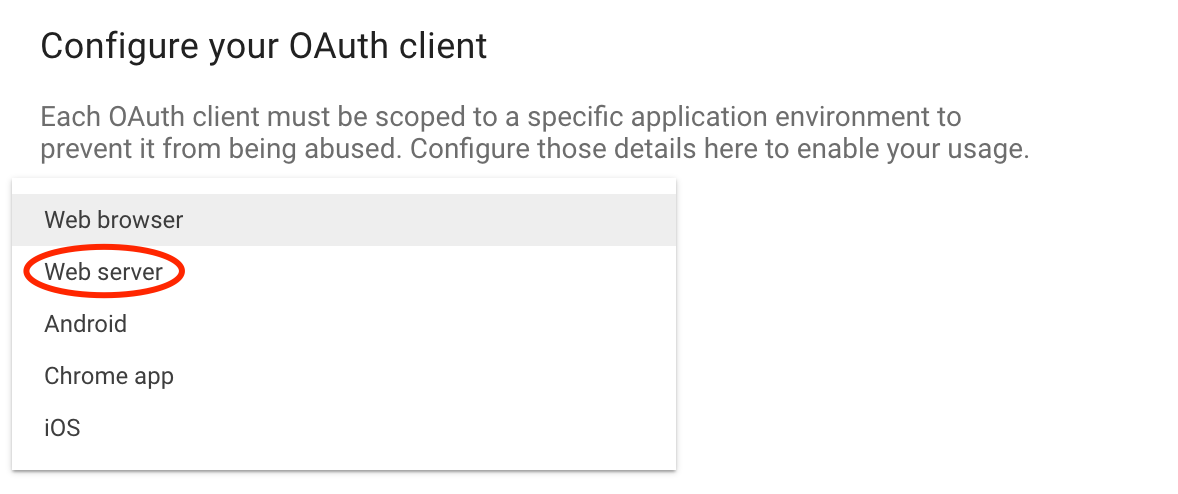 Configure your OAuth client
Each OAuth client must be scoped to a specific application environment to
prevent it from being abused. Configure those details here to enable your usage.
Web browser
Web server
Android
Chrome app
iOS